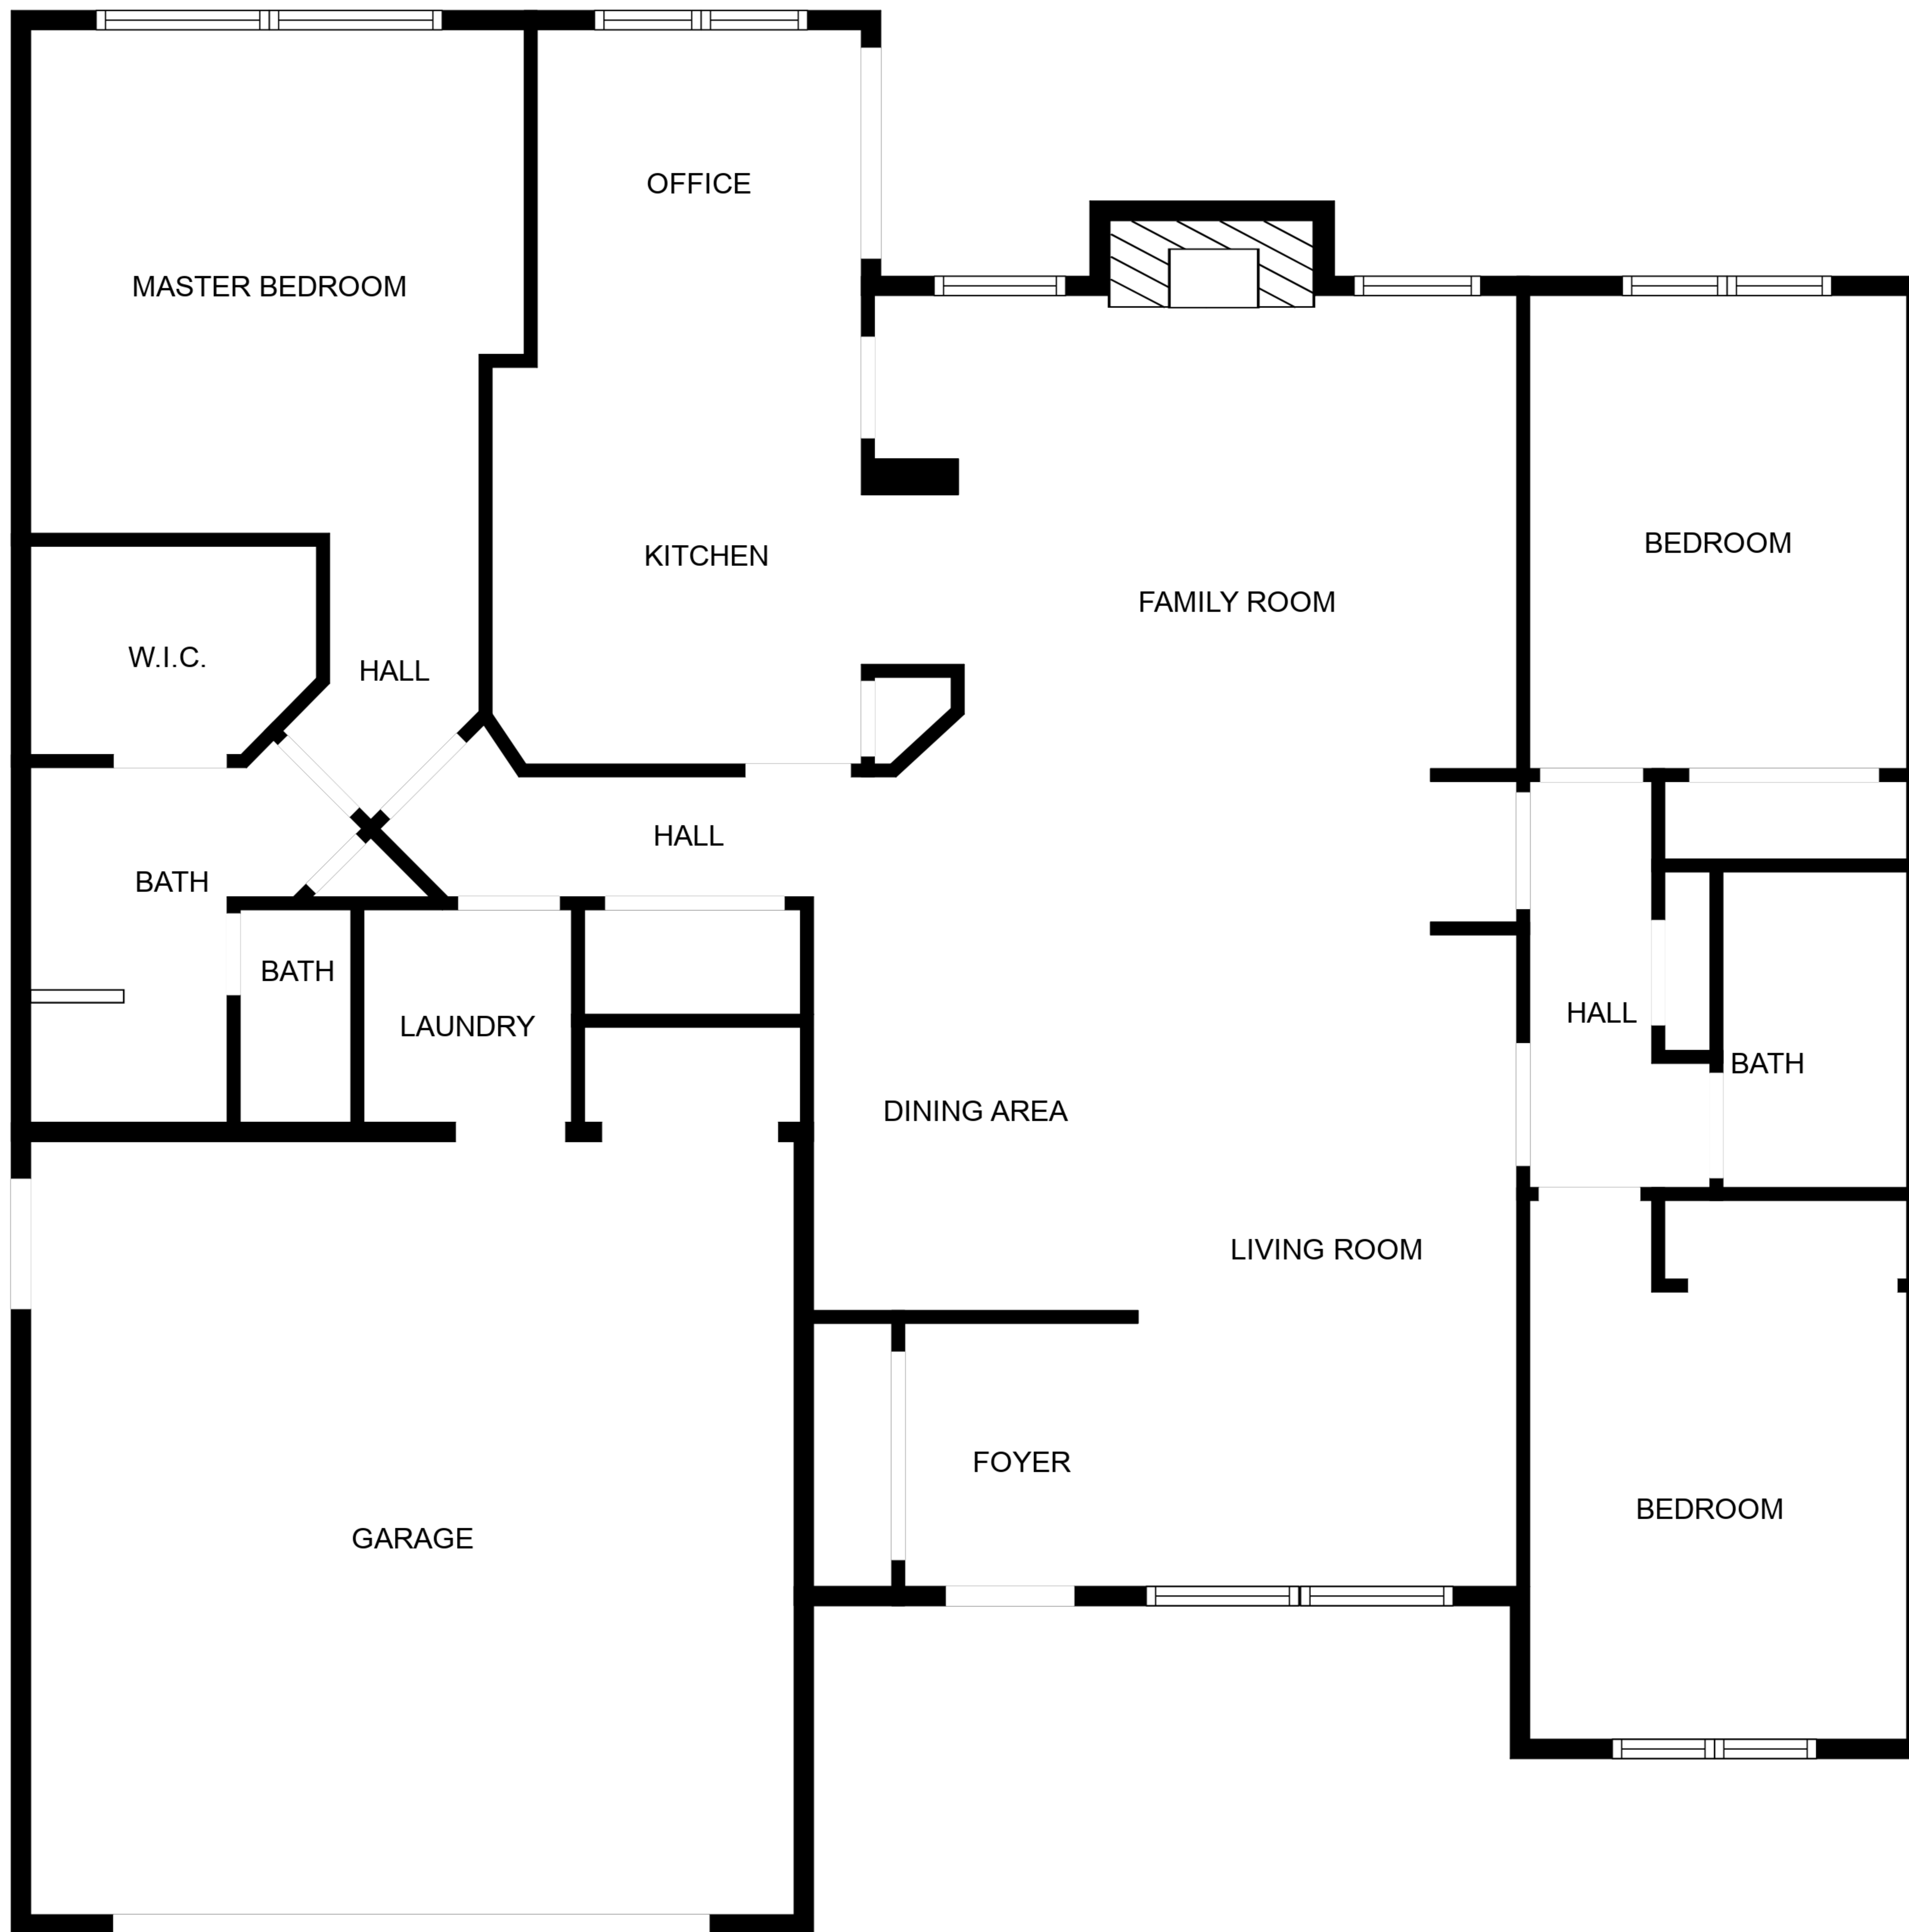 OFFICE
MASTER BEDROOM
KITCHEN
BEDROOM
FAMILY ROOM
W.I.C.
HALL
HALL
BATH
BATH
LAUNDRY
HALL
BATH
DINING AREA
LIVING ROOM
FOYER
BEDROOM
GARAGE